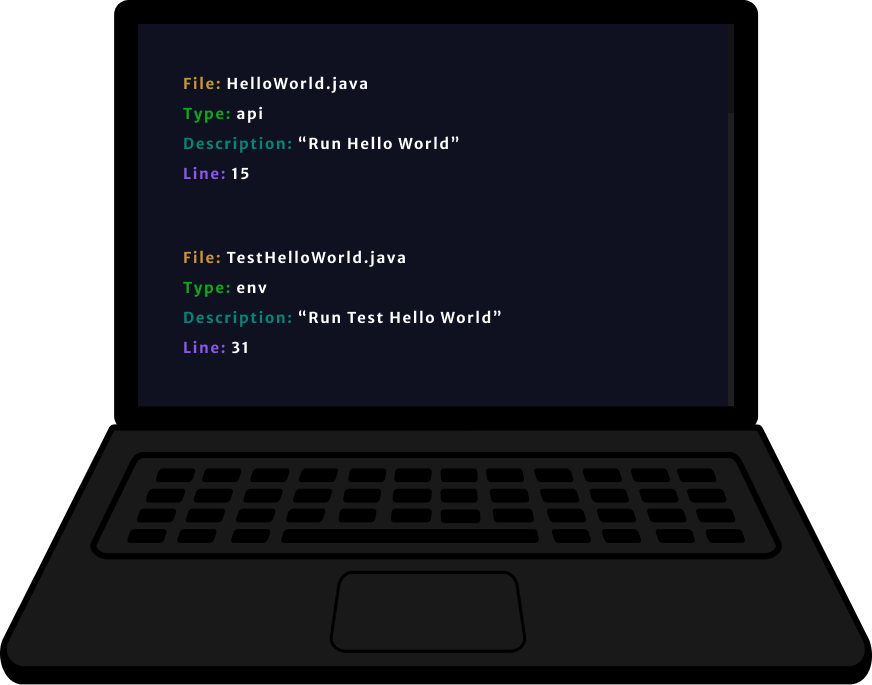 File: HelloWorld.java
Type: api
Description: “Run Hello World”
Line: 15
File: TestHelloWorld.java
Type: env
Description: “Run Test Hello World”
Line: 31